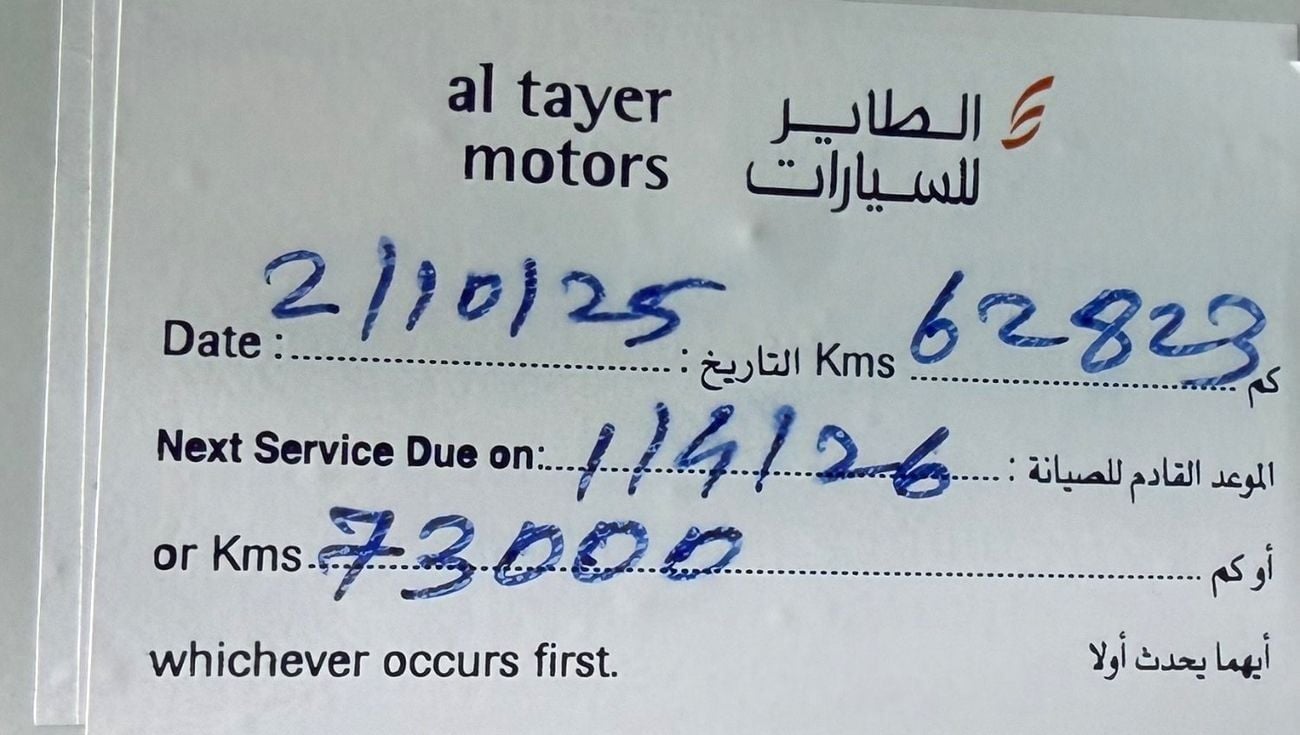 al tayer الطاير
motors للسيارات
Date : 2/10/25 : التاريخ Kms 62823 كم
Next Service Due on: 1/4/26 : الموعد القادم للصيانة
or Kms 73000 أو كم
whichever occurs first. أيهما يحدث أولا